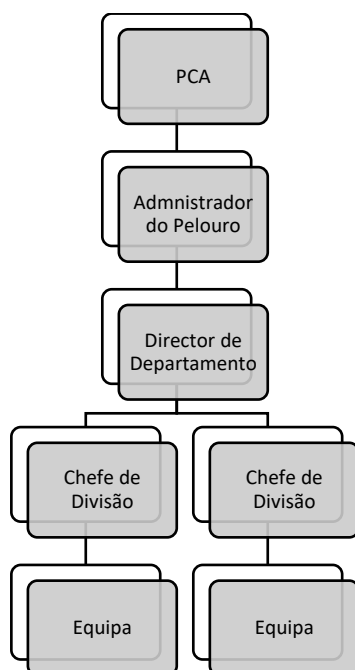 PCA
Admnistrador
do Pelouro
Director de
Departamento
Chefe de
Divisão
Chefe de
Divisão
Equipa
Equipa